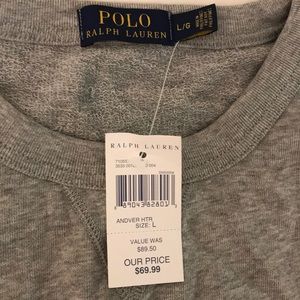 POLO
RALPH LAUREN
L/G
RALPH LAUREN
ANDVER HTR
SIZE: L
VALUE WAS
$89.50
OUR PRICE
$69.99